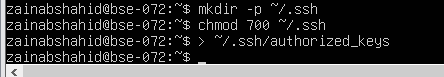 zainabshahid@bse-072:~$ mkdir -p ~/.ssh
zainabshahid@bse-072:~$ chmod 700 ~/.ssh
zainabshahid@bse-072:~$ > ~/.ssh/authorized_keys
zainabshahid@bse-072:~$ _